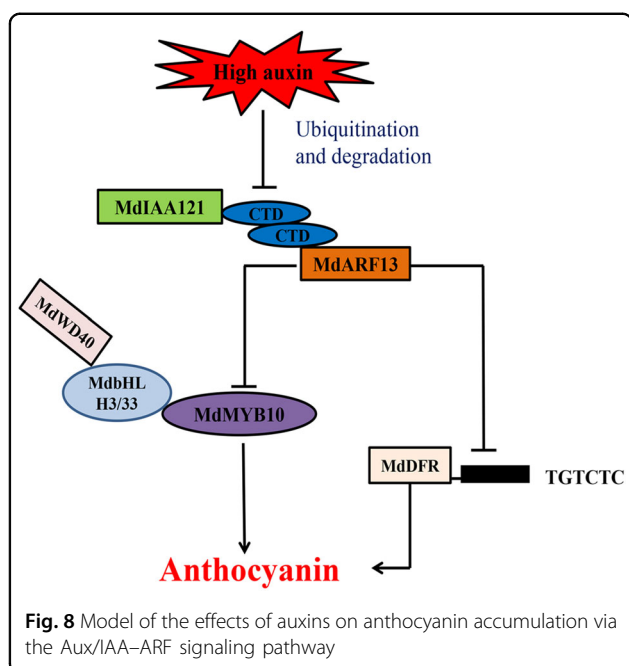 High auxin
Ubiquitination
and degradation
MdIAA121
CTD
CTD
MdARF13
MdWD40
MdbHL
H3/33
MdMYB10
MdDFR
TGTCTC
Anthocyanin
Fig. 8 Model of the effects of auxins on anthocyanin accumulation via
the Aux/IAA–ARF signaling pathway